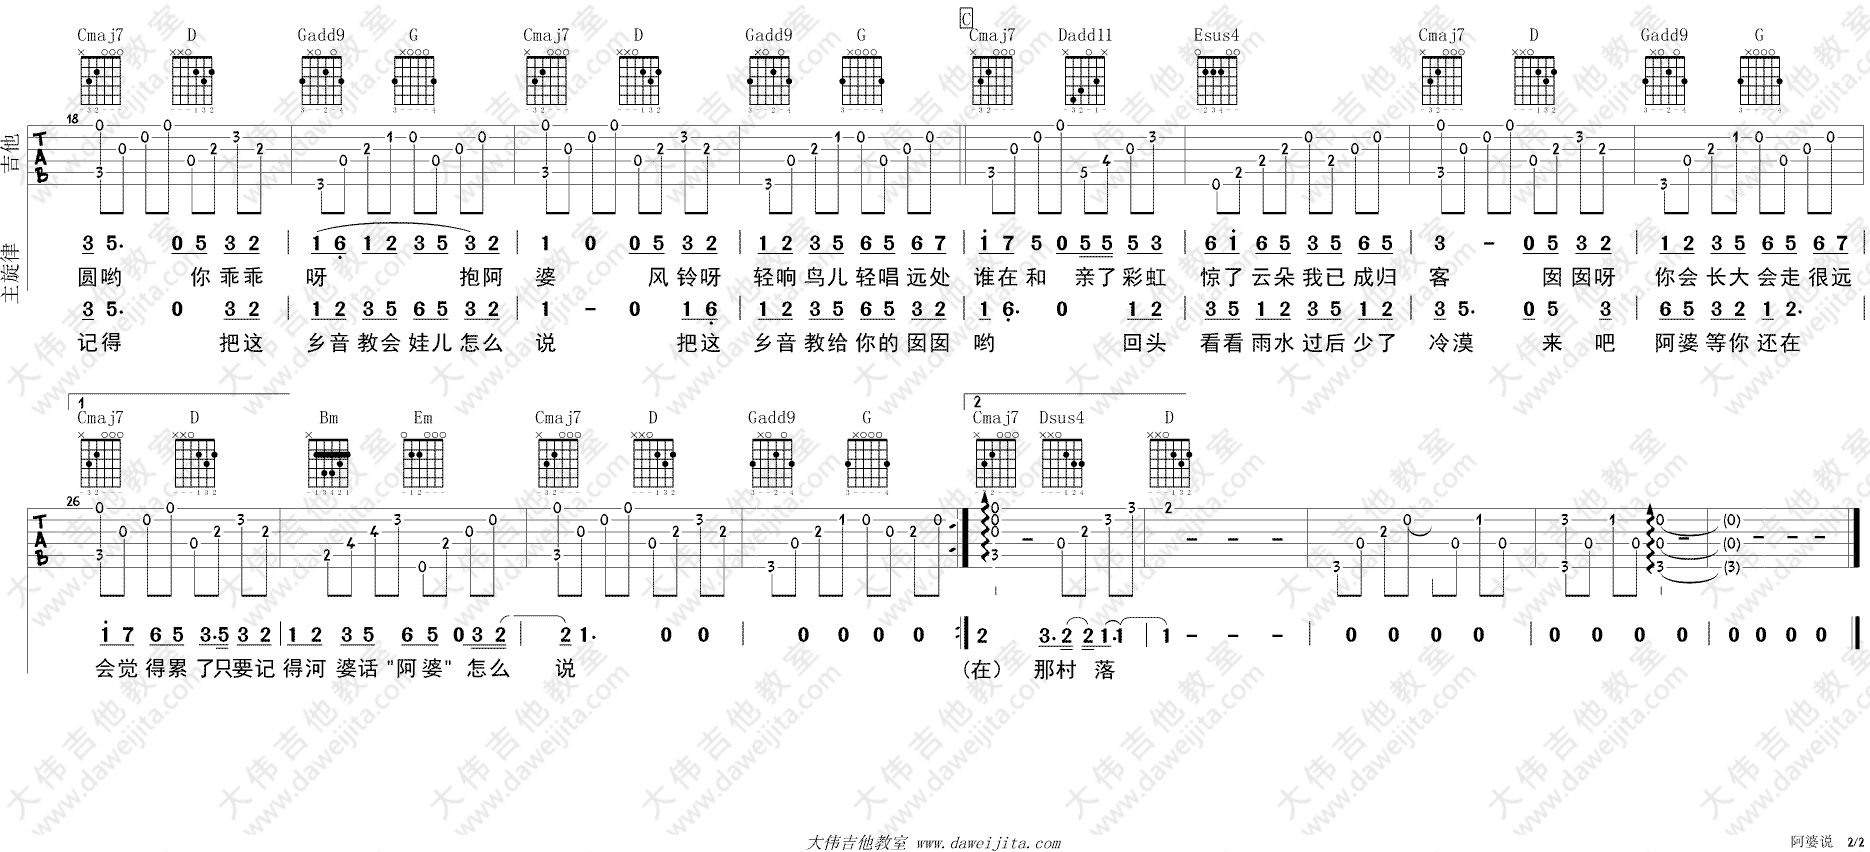 C
Cmaj7 D Gadd9 G Cmaj7 D Gadd9 G Cmaj7 Dadd11 Esus4 Cmaj7 D Gadd9 G
吉他
18
TAB
主旋律
3 5. 0 5 3 2 | 1 6 1 2 3 5 3 2 | 1 0 0 5 3 2 | 1 2 3 5 6 5 6 7 | 1 7 5 0 5 5 5 3 | 6 1 6 5 3 5 6 5 | 3 - 0 5 3 2 | 1 2 3 5 6 5 6 7 |
圆哟 你乖乖 呀 抱阿 婆 风铃呀 轻响鸟儿轻唱远处 谁在和 亲了彩虹 惊了云朵我已成归 客 囡囡呀 你会长大会走很远
3 5. 0 3 2 | 1 2 3 5 6 5 3 2 | 1 - 0 1 6 | 1 2 3 5 6 5 3 2 | 1 6. 0 1 2 | 3 5 1 2 3 5 1 2 | 3 5. 0 5 3 | 6 5 3 2 1 2. |
记得 把这 乡音教会娃儿怎么 说 把这 乡音教给你的囡囡 哟 回头 看看雨水过后少了 冷漠 来 吧 阿婆等你还在
1 2
Cmaj7 D Bm Em Cmaj7 D Gadd9 G Cmaj7 Dsus4 D
26
TAB
1 7 6 5 3.5 3 2 | 1 2 3 5 6 5 0 3 2 | 2 1. 0 0 | 0 0 0 0 :| 2 3.2 2 1.1 | 1 - - - | 0 0 0 0 | 0 0 0 0 | 0 0 0 0 |
会觉得累了只要记 得河婆话"阿婆"怎么 说 (在) 那村 落
大伟吉他教室 www.daweijita.com
阿婆说 2/2